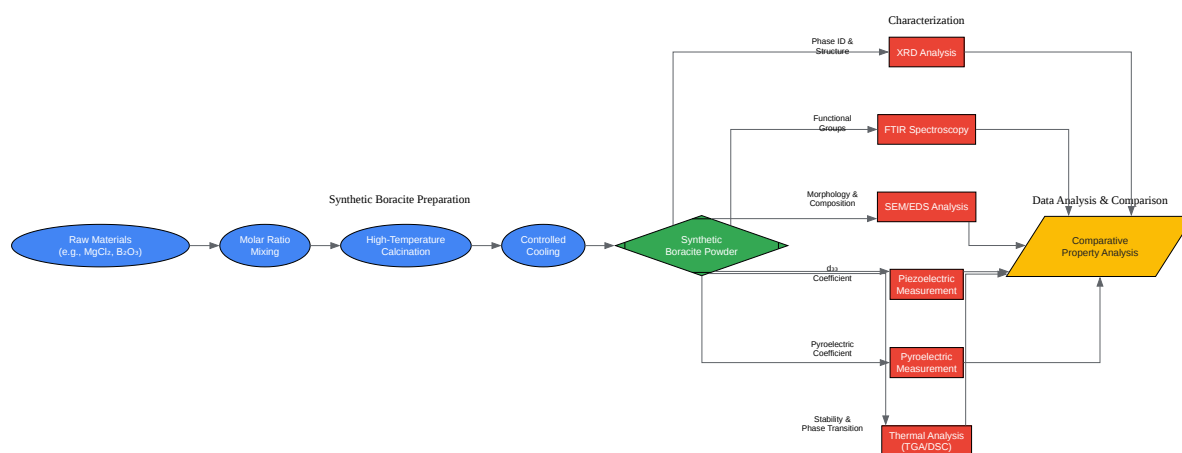 Characterization
Phase ID &
Structure
XRD Analysis
Functional
Groups
FTIR Spectroscopy
Synthetic Boracite Preparation
Morphology &
Composition
SEM/EDS Analysis
Data Analysis & Comparison
Raw Materials
(e.g., MgCl₂, B₂O₃)
Molar Ratio
Mixing
High-Temperature
Calcination
Controlled
Cooling
Synthetic
Boracite Powder
Comparative
Property Analysis
d₃₃
Coefficient
Piezoelectric
Measurement
Pyroelectric
Coefficient
Pyroelectric
Measurement
Stability &
Phase Transition
Thermal Analysis
(TGA/DSC)